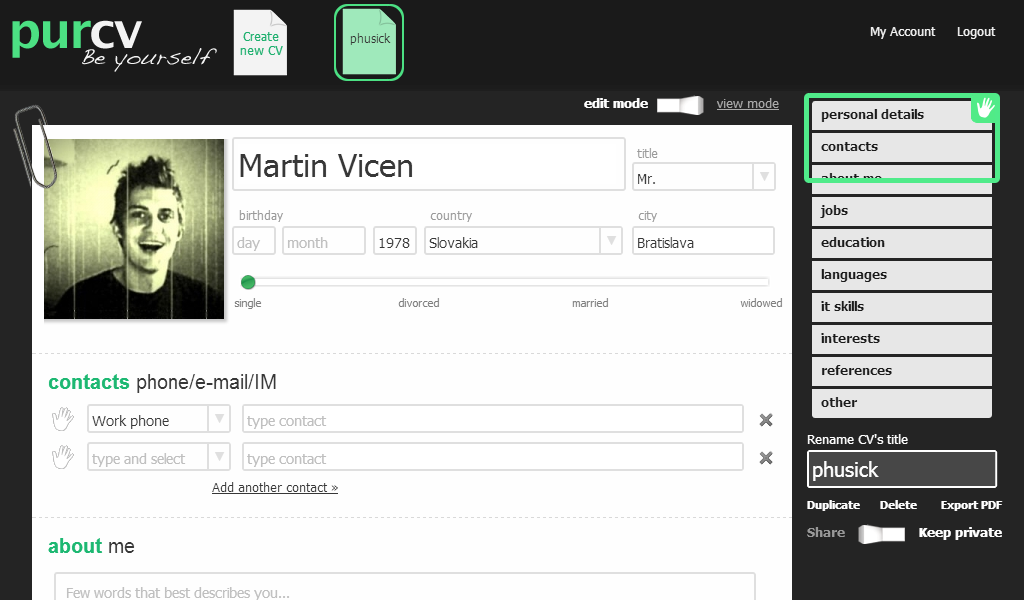 purcv
Be yourself
Create
new CV
phusick
My Account
Logout
edit mode
view mode
Martin Vicen
title
Mr.
birthday
country
city
day
month
1978
Slovakia
Bratislava
single
divorced
married
widowed
contacts phone/e-mail/IM
Work phone
type contact
type and select
type contact
Add another contact »
about me
Few words that best describes you...
personal details
contacts
about me
jobs
education
languages
it skills
interests
references
other
Rename CV's title
phusick
Duplicate
Delete
Export PDF
Share
Keep private